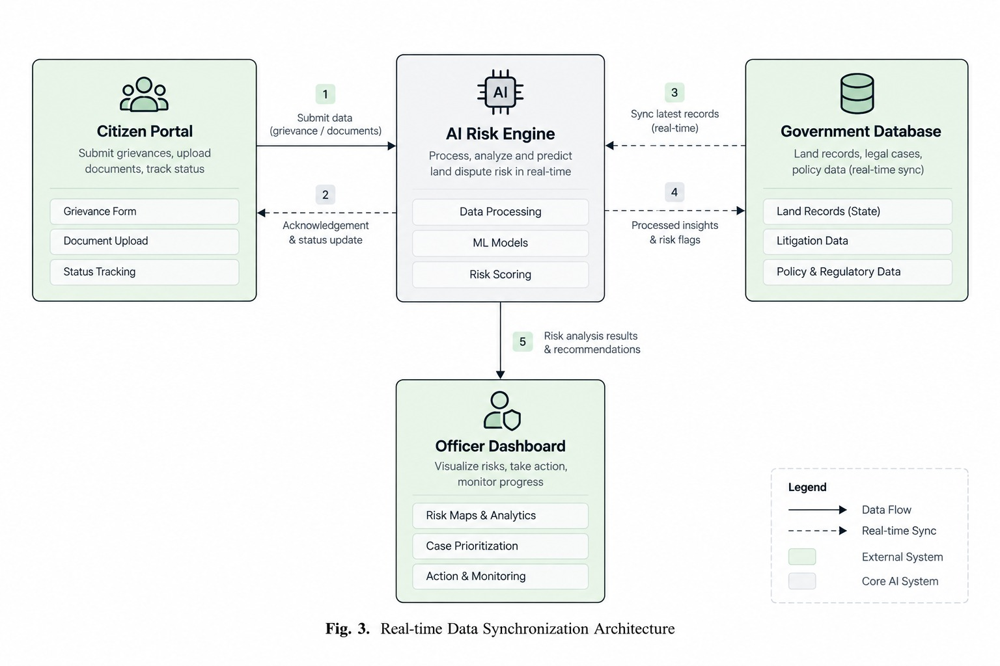 Citizen Portal
Submit grievances, upload
documents, track status
Grievance Form
Document Upload
Status Tracking
1
Submit data
(grievance / documents)
2
Acknowledgement
& status update
AI
AI Risk Engine
Process, analyze and predict
land dispute risk in real-time
Data Processing
ML Models
Risk Scoring
3
Sync latest records
(real-time)
4
Processed insights
& risk flags
Government Database
Land records, legal cases,
policy data (real-time sync)
Land Records (State)
Litigation Data
Policy & Regulatory Data
5
Risk analysis results
& recommendations
Officer Dashboard
Visualize risks, take action,
monitor progress
Risk Maps & Analytics
Case Prioritization
Action & Monitoring
Legend
Data Flow
Real-time Sync
External System
Core AI System
Fig. 3. Real-time Data Synchronization Architecture